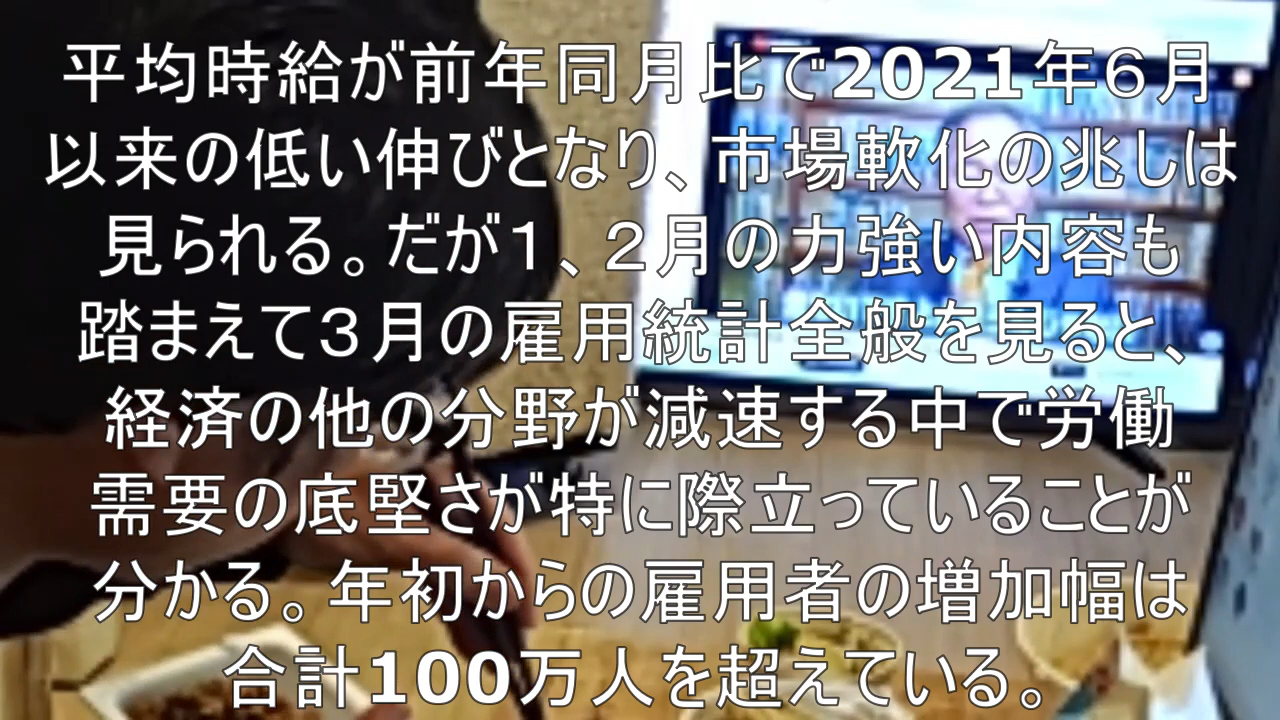 平均時給が前年同月比で2021年６月
以来の低い伸びとなり、市場軟化の兆しは
見られる。だが１、２月の力強い内容も
踏まえて３月の雇用統計全般を見ると、
経済の他の分野が減速する中で労働
需要の底堅さが特に際立っていることが
分かる。年初からの雇用者の増加幅は
合計100万人を超えている。